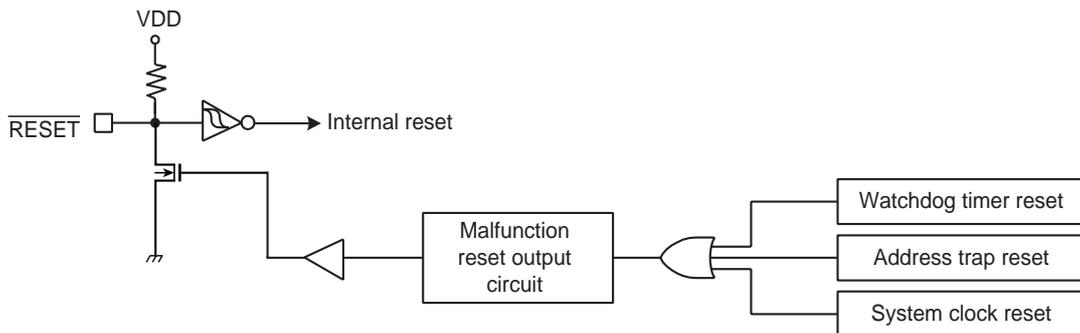 VDD
RESET
Internal reset
Watchdog timer reset
Malfunction
reset output
circuit
Address trap reset
System clock reset